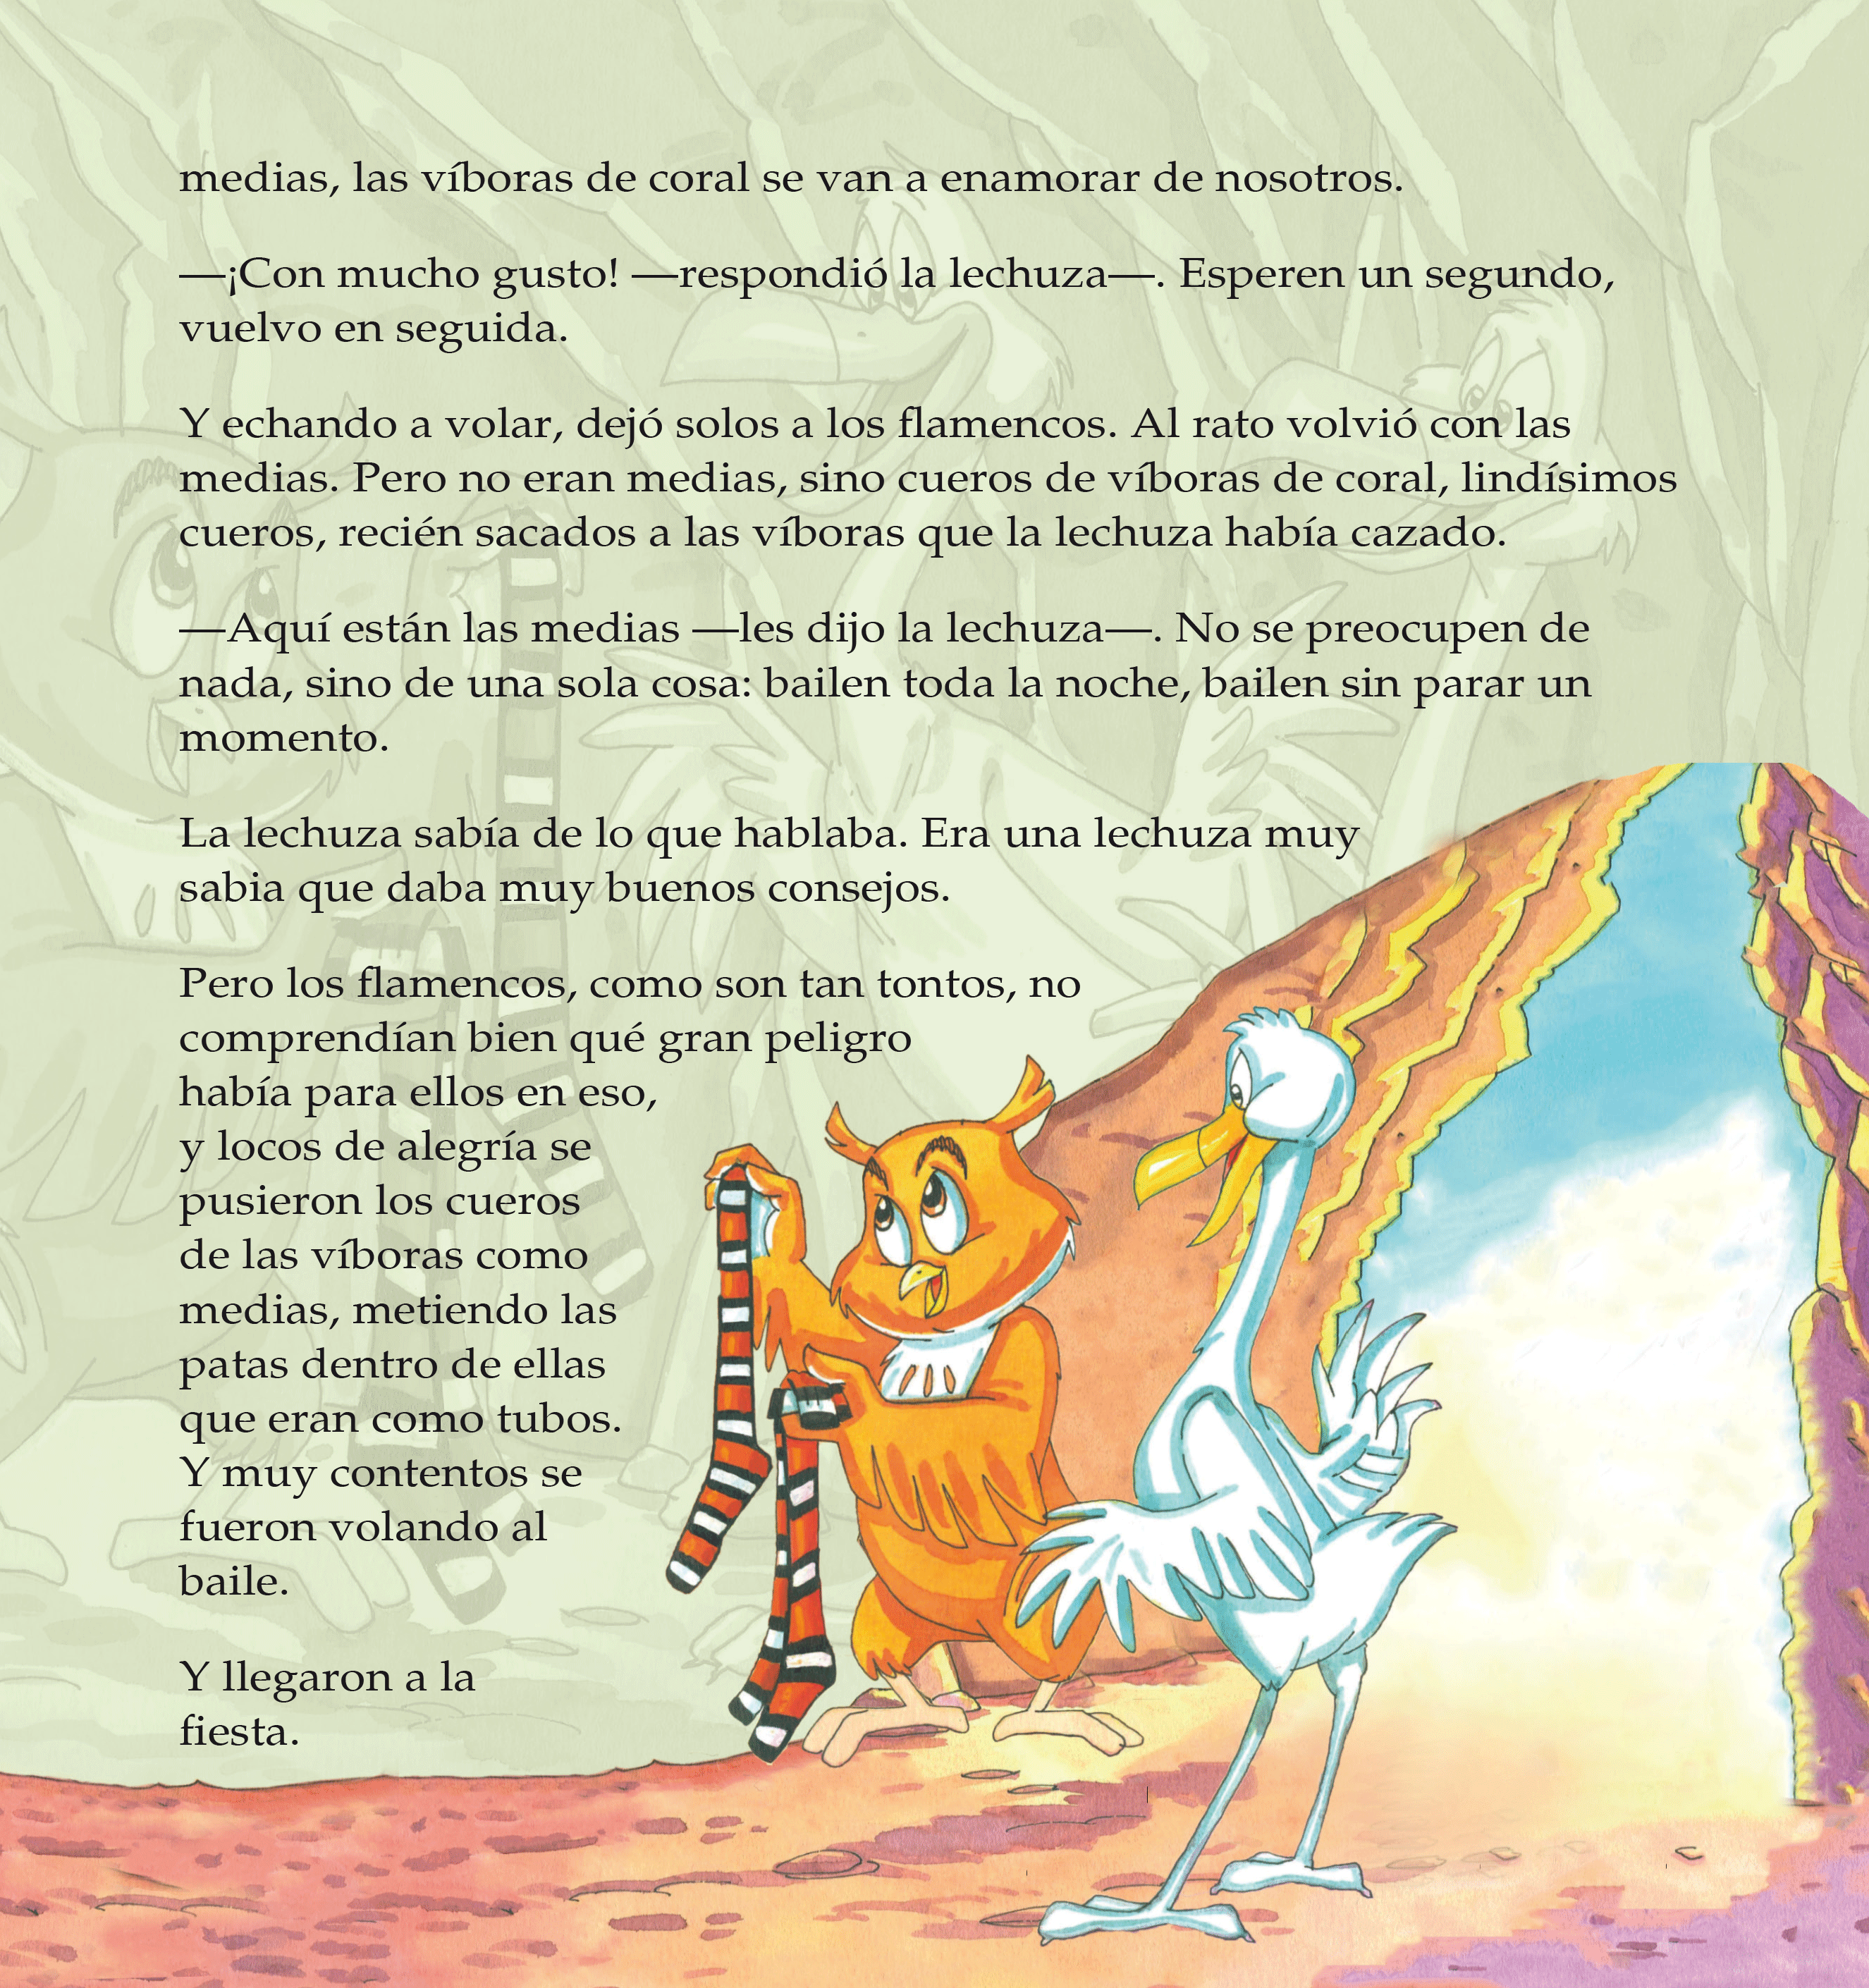 medias, las víboras de coral se van a enamorar de nosotros.
—¡Con mucho gusto! —respondió la lechuza—. Esperen un segundo,
vuelvo en seguida.
Y echando a volar, dejó solos a los flamencos. Al rato volvió con las
medias. Pero no eran medias, sino cueros de víboras de coral, lindísimos
cueros, recién sacados a las víboras que la lechuza había cazado.
—Aquí están las medias —les dijo la lechuza—. No se preocupen de
nada, sino de una sola cosa: bailen toda la noche, bailen sin parar un
momento.
La lechuza sabía de lo que hablaba. Era una lechuza muy
sabia que daba muy buenos consejos.
Pero los flamencos, como son tan tontos, no
comprendían bien qué gran peligro
había para ellos en eso,
y locos de alegría se
pusieron los cueros
de las víboras como
medias, metiendo las
patas dentro de ellas
que eran como tubos.
Y muy contentos se
fueron volando al
baile.
Y llegaron a la
fiesta.